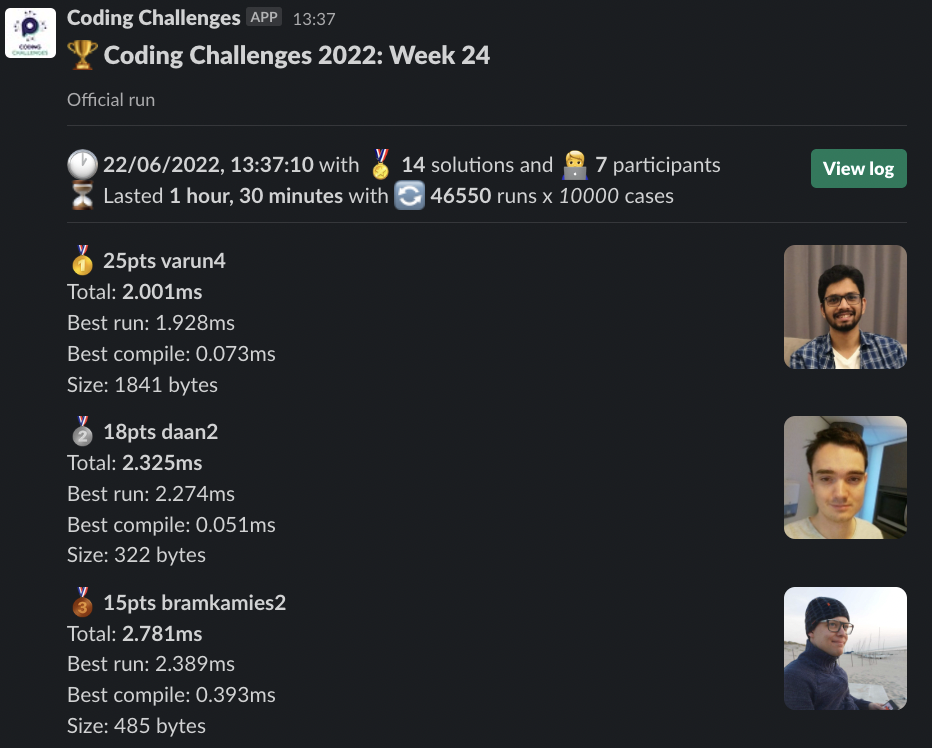 Coding Challenges APP 13:37
CODING
CHALLENGES
Coding Challenges 2022: Week 24
Official run
22/06/2022, 13:37:10 with 14 solutions and 7 participants
View log
Lasted 1 hour, 30 minutes with 46550 runs x 10000 cases
1 25pts varun4
Total: 2.001ms
Best run: 1.928ms
Best compile: 0.073ms
Size: 1841 bytes
2 18pts daan2
Total: 2.325ms
Best run: 2.274ms
Best compile: 0.051ms
Size: 322 bytes
3 15pts bramkamies2
Total: 2.781ms
Best run: 2.389ms
Best compile: 0.393ms
Size: 485 bytes